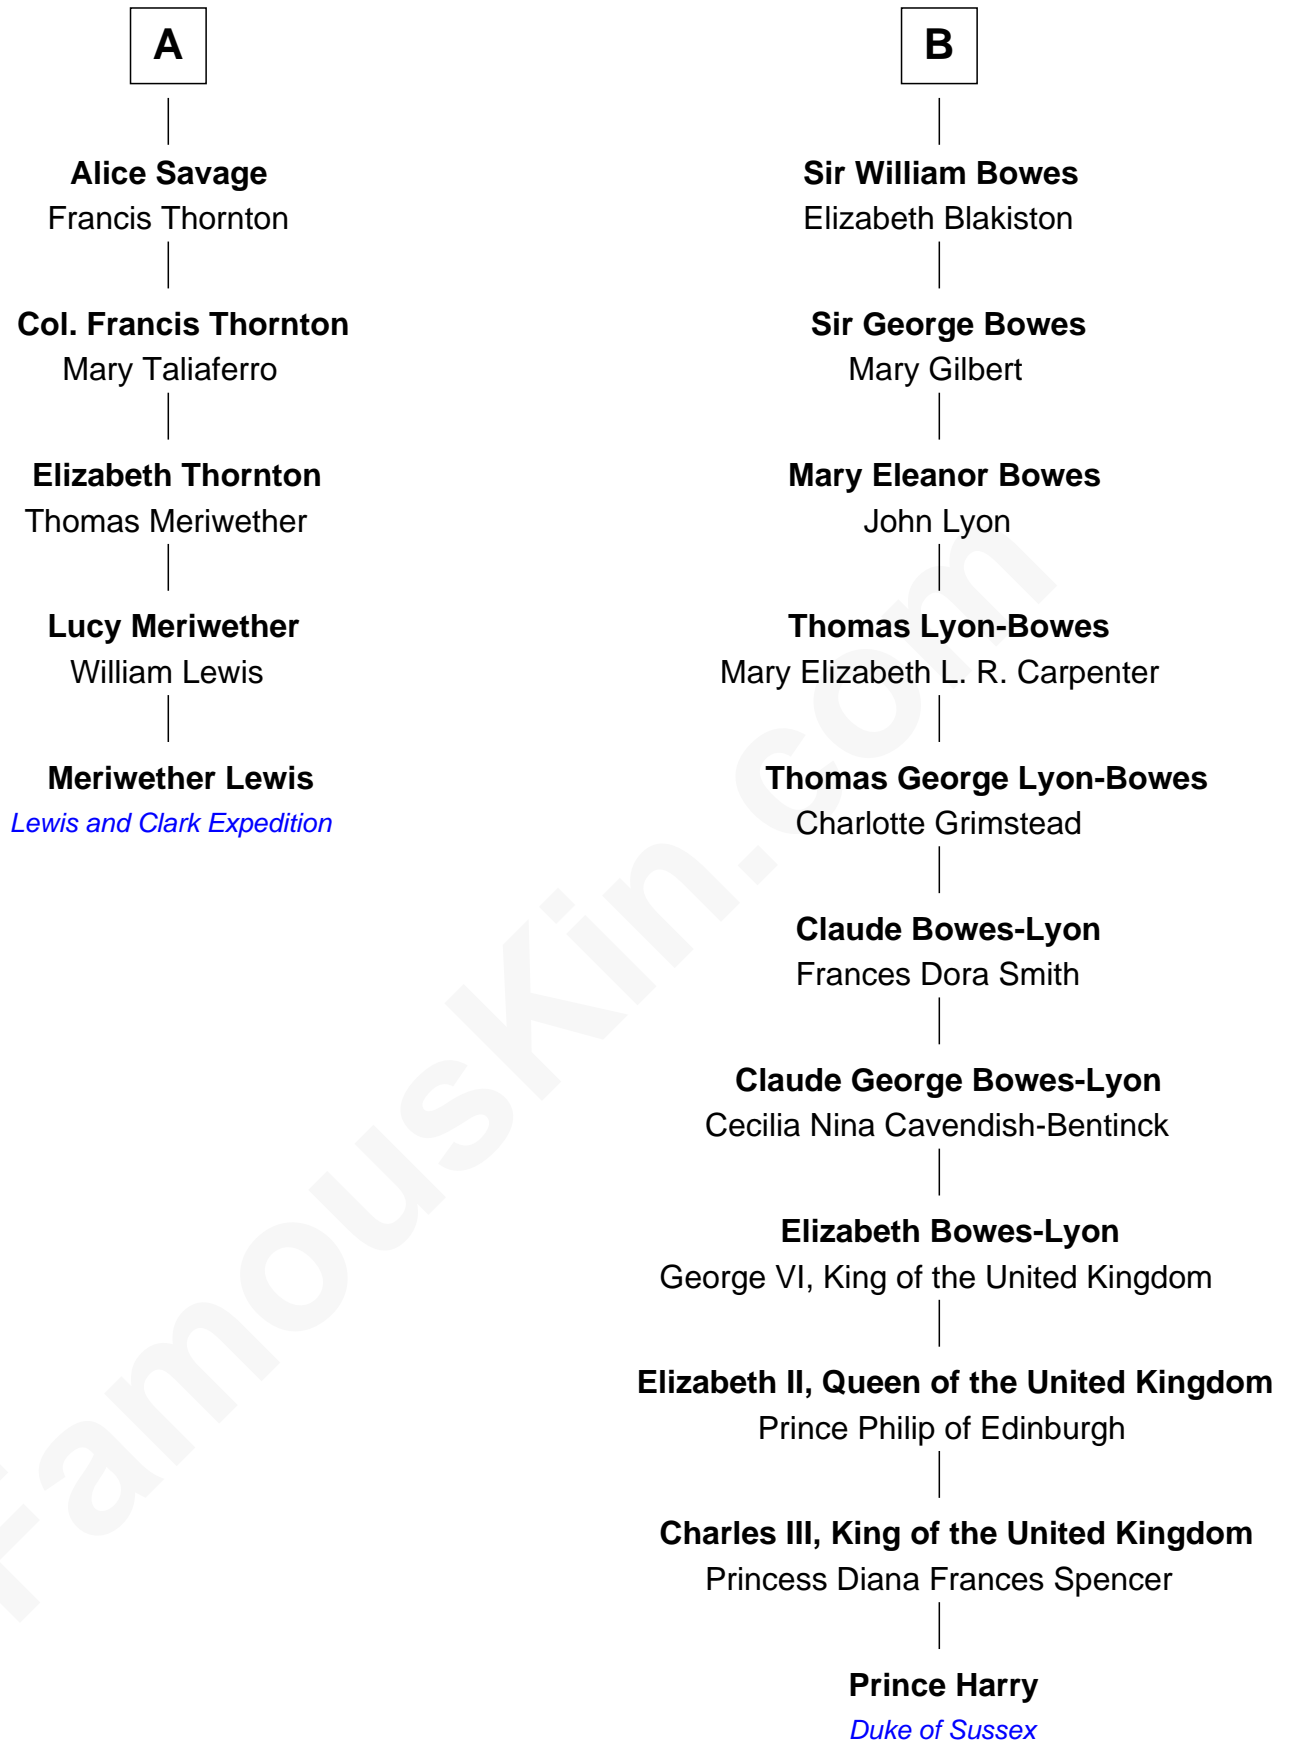 A
Alice Savage
Francis Thornton
Col. Francis Thornton
Mary Taliaferro
Elizabeth Thornton
Thomas Meriwether
Lucy Meriwether
William Lewis
Meriwether Lewis
Lewis and Clark Expedition
B
Sir William Bowes
Elizabeth Blakiston
Sir George Bowes
Mary Gilbert
Mary Eleanor Bowes
John Lyon
Thomas Lyon-Bowes
Mary Elizabeth L. R. Carpenter
Thomas George Lyon-Bowes
Charlotte Grimstead
Claude Bowes-Lyon
Frances Dora Smith
Claude George Bowes-Lyon
Cecilia Nina Cavendish-Bentinck
Elizabeth Bowes-Lyon
George VI, King of the United Kingdom
Elizabeth II, Queen of the United Kingdom
Prince Philip of Edinburgh
Charles III, King of the United Kingdom
Princess Diana Frances Spencer
Prince Harry
Duke of Sussex
FamousKin.com